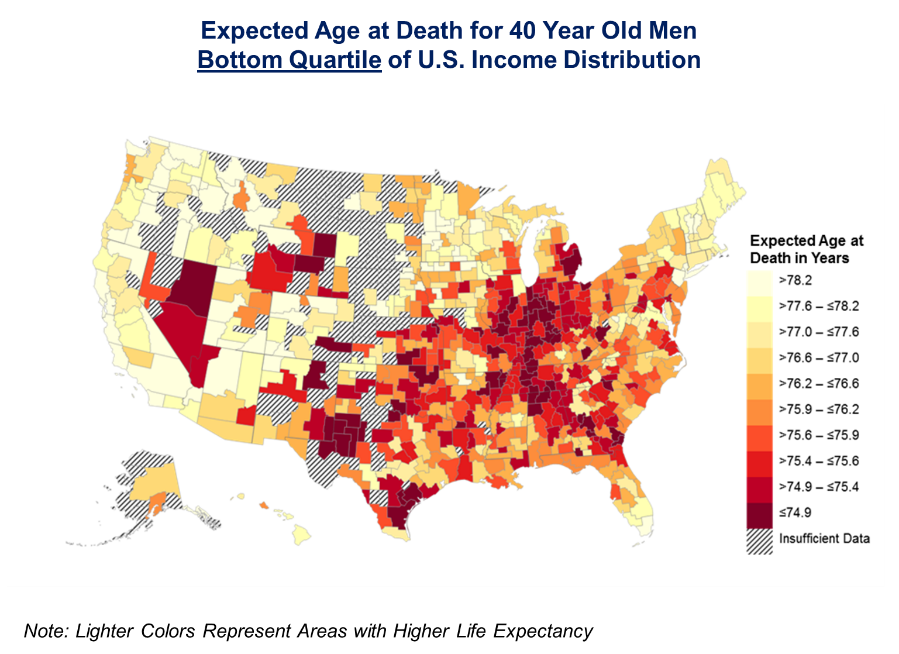 Expected Age at Death for 40 Year Old Men
Bottom Quartile of U.S. Income Distribution
Expected Age at
Death in Years
>78.2
>77.6 – ≤78.2
>77.0 – ≤77.6
>76.6 – ≤77.0
>76.2 – ≤76.6
>75.9 – ≤76.2
>75.6 – ≤75.9
>75.4 – ≤75.6
>74.9 – ≤75.4
≤74.9
Insufficient Data
Note: Lighter Colors Represent Areas with Higher Life Expectancy